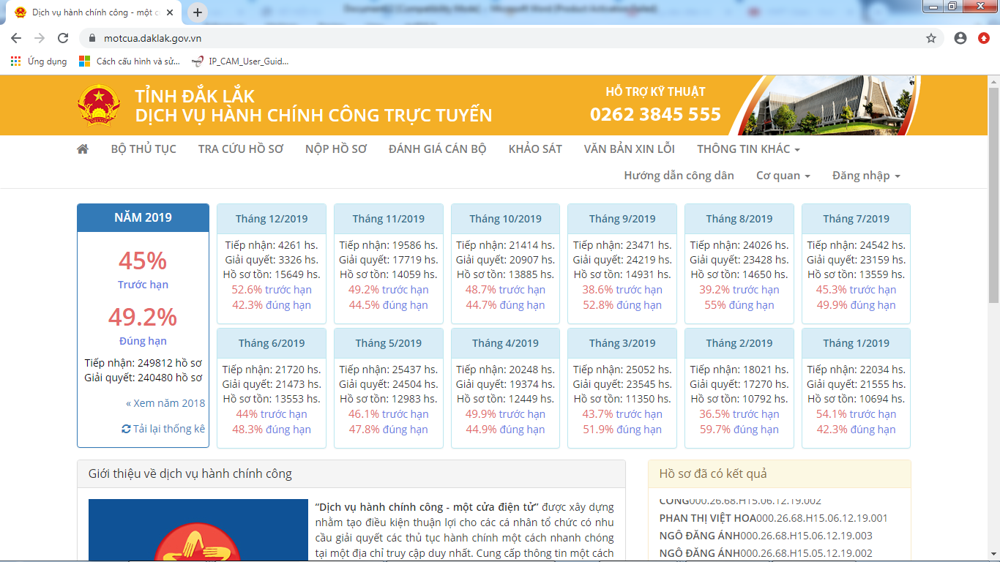 Dịch vụ hành chính công - một c
Document2 [Compatibility Mode] - Microsoft Word (Product Activation Failed)
motcua.daklak.gov.vn
Ứng dụng
Cách cấu hình và sử...
IP_CAM_User_Guid...
TỈNH ĐẮK LẮK
DỊCH VỤ HÀNH CHÍNH CÔNG TRỰC TUYẾN
HỖ TRỢ KỸ THUẬT
0262 3845 555
BỘ THỦ TỤC TRA CỨU HỒ SƠ NỘP HỒ SƠ ĐÁNH GIÁ CÁN BỘ KHẢO SÁT VĂN BẢN XIN LỖI THÔNG TIN KHÁC
Hướng dẫn công dân Cơ quan Đăng nhập
NĂM 2019
45%
Trước hạn
49.2%
Đúng hạn
Tiếp nhận: 249812 hồ sơ
Giải quyết: 240480 hồ sơ
« Xem năm 2018
Tải lại thống kê
Tháng 12/2019
Tiếp nhận: 4261 hs.
Giải quyết: 3326 hs.
Hồ sơ tồn: 15649 hs.
52.6% trước hạn
42.3% đúng hạn
Tháng 11/2019
Tiếp nhận: 19586 hs.
Giải quyết: 17719 hs.
Hồ sơ tồn: 14059 hs.
49.2% trước hạn
44.5% đúng hạn
Tháng 10/2019
Tiếp nhận: 21414 hs.
Giải quyết: 20907 hs.
Hồ sơ tồn: 13885 hs.
48.7% trước hạn
44.7% đúng hạn
Tháng 9/2019
Tiếp nhận: 23471 hs.
Giải quyết: 24219 hs.
Hồ sơ tồn: 14931 hs.
38.6% trước hạn
52.8% đúng hạn
Tháng 8/2019
Tiếp nhận: 24026 hs.
Giải quyết: 23428 hs.
Hồ sơ tồn: 14650 hs.
39.2% trước hạn
55% đúng hạn
Tháng 7/2019
Tiếp nhận: 24542 hs.
Giải quyết: 23159 hs.
Hồ sơ tồn: 13559 hs.
45.3% trước hạn
49.9% đúng hạn
Tháng 6/2019
Tiếp nhận: 21720 hs.
Giải quyết: 21473 hs.
Hồ sơ tồn: 13553 hs.
44% trước hạn
48.3% đúng hạn
Tháng 5/2019
Tiếp nhận: 25437 hs.
Giải quyết: 24504 hs.
Hồ sơ tồn: 12983 hs.
46.1% trước hạn
47.8% đúng hạn
Tháng 4/2019
Tiếp nhận: 20248 hs.
Giải quyết: 19374 hs.
Hồ sơ tồn: 12449 hs.
49.9% trước hạn
44.9% đúng hạn
Tháng 3/2019
Tiếp nhận: 25052 hs.
Giải quyết: 23545 hs.
Hồ sơ tồn: 11350 hs.
43.7% trước hạn
51.9% đúng hạn
Tháng 2/2019
Tiếp nhận: 18021 hs.
Giải quyết: 17270 hs.
Hồ sơ tồn: 10792 hs.
36.5% trước hạn
59.7% đúng hạn
Tháng 1/2019
Tiếp nhận: 22034 hs.
Giải quyết: 21555 hs.
Hồ sơ tồn: 10694 hs.
54.1% trước hạn
42.3% đúng hạn
Giới thiệu về dịch vụ hành chính công
“Dịch vụ hành chính công - một cửa điện tử” được xây dựng
nhằm tạo điều kiện thuận lợi cho các cá nhân tổ chức có nhu
cầu giải quyết các thủ tục hành chính một cách nhanh chóng
tại một địa chỉ truy cập duy nhất. Cung cấp thông tin một cách
Hồ sơ đã có kết quả
000.26.68.H15.06.12.19.002
PHAN THỊ VIỆT HOA000.26.68.H15.06.12.19.001
NGÔ ĐĂNG ÁNH000.26.68.H15.06.12.19.003
NGÔ ĐĂNG ÁNH000.26.68.H15.05.12.19.002